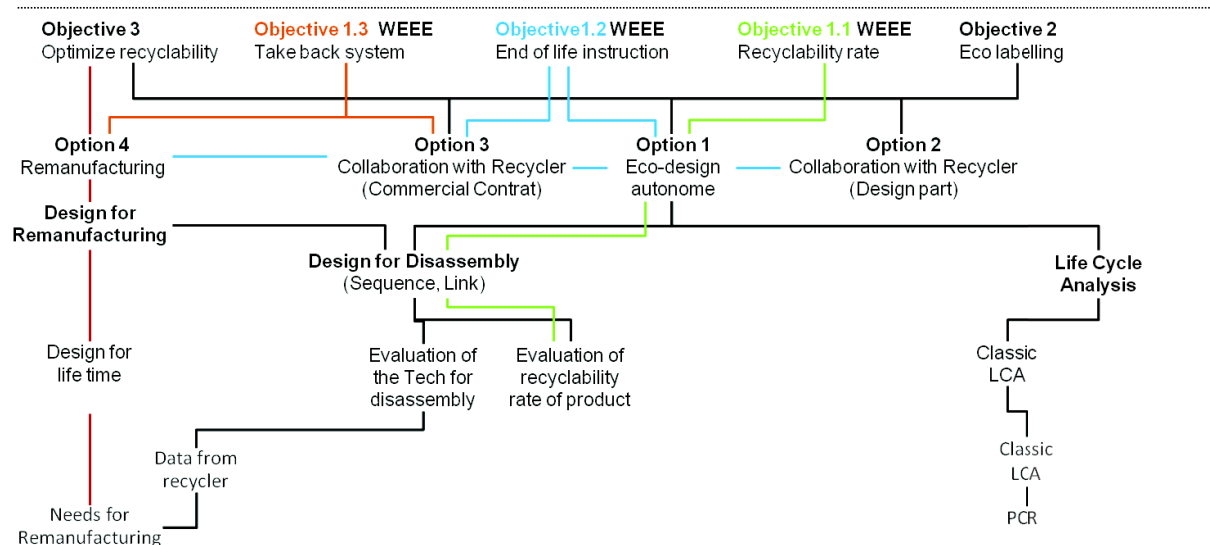 Objective 3
Optimize recyclability
Objective 1.3 WEEE
Take back system
Objective1.2 WEEE
End of life instruction
Objective 1.1 WEEE
Recyclability rate
Objective 2
Eco labelling
Option 4
Remanufacturing
Option 3
Collaboration with Recycler
(Commercial Contrat)
Option 1
Eco-design
autonome
Option 2
Collaboration with Recycler
(Design part)
Design for
Remanufacturing
Design for Disassembly
(Sequence, Link)
Life Cycle
Analysis
Design for
life time
Evaluation of
the Tech for
disassembly
Evaluation of
recyclability
rate of product
Classic
LCA
Data from
recycler
Classic
LCA
Needs for
Remanufacturing
PCR